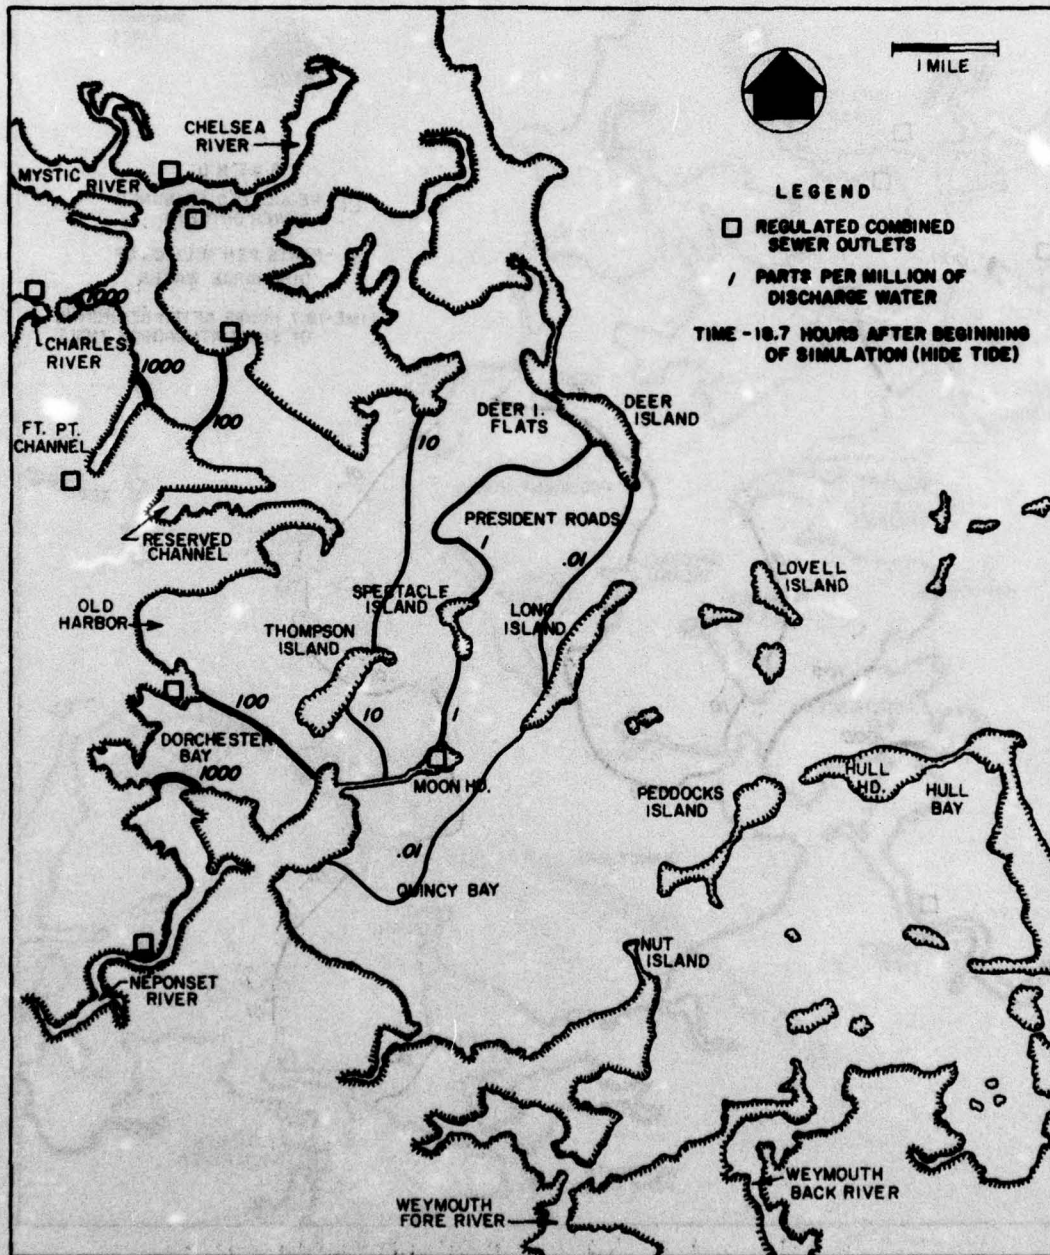 1 MILE
CHELSEA
RIVER
MYSTIC RIVER
LEGEND
REGULATED COMBINED
SEWER OUTLETS
/ PARTS PER MILLION OF
DISCHARGE WATER
TIME - 18.7 HOURS AFTER BEGINNING
OF SIMULATION (HIDE TIDE)
1000
CHARLES
RIVER
1000
100
FT. PT.
CHANNEL
DEER I.
FLATS
DEER
ISLAND
10
RESERVED
CHANNEL
PRESIDENT ROADS
1
.01
LOVELL
ISLAND
OLD
HARBOR
SPECTACLE
ISLAND
LONG
ISLAND
THOMPSON
ISLAND
100
10
1
DORCHESTER
BAY
1000
MOON HD.
PEDDOCKS
ISLAND
HULL
HD.
HULL
BAY
.01
QUINCY BAY
NUT
ISLAND
NEPONSET
RIVER
WEYMOUTH
BACK RIVER
WEYMOUTH
FORE RIVER